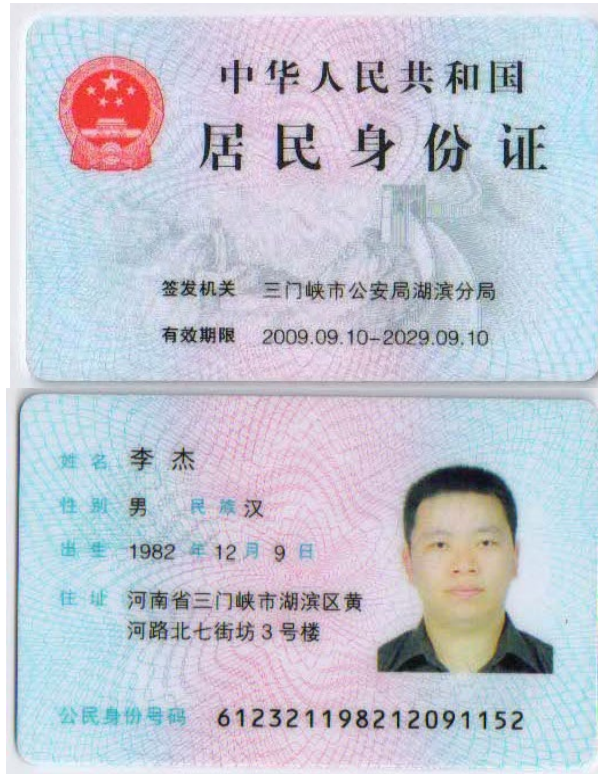 中华人民共和国
居民身份证
签发机关 三门峡市公安局湖滨分局
有效期限 2009.09.10-2029.09.10
姓名 李杰
性别 男 民族 汉
出生 1982 年 12 月 9 日
住址 河南省三门峡市湖滨区黄
河路北七街坊 3 号楼
公民身份号码 612321198212091152